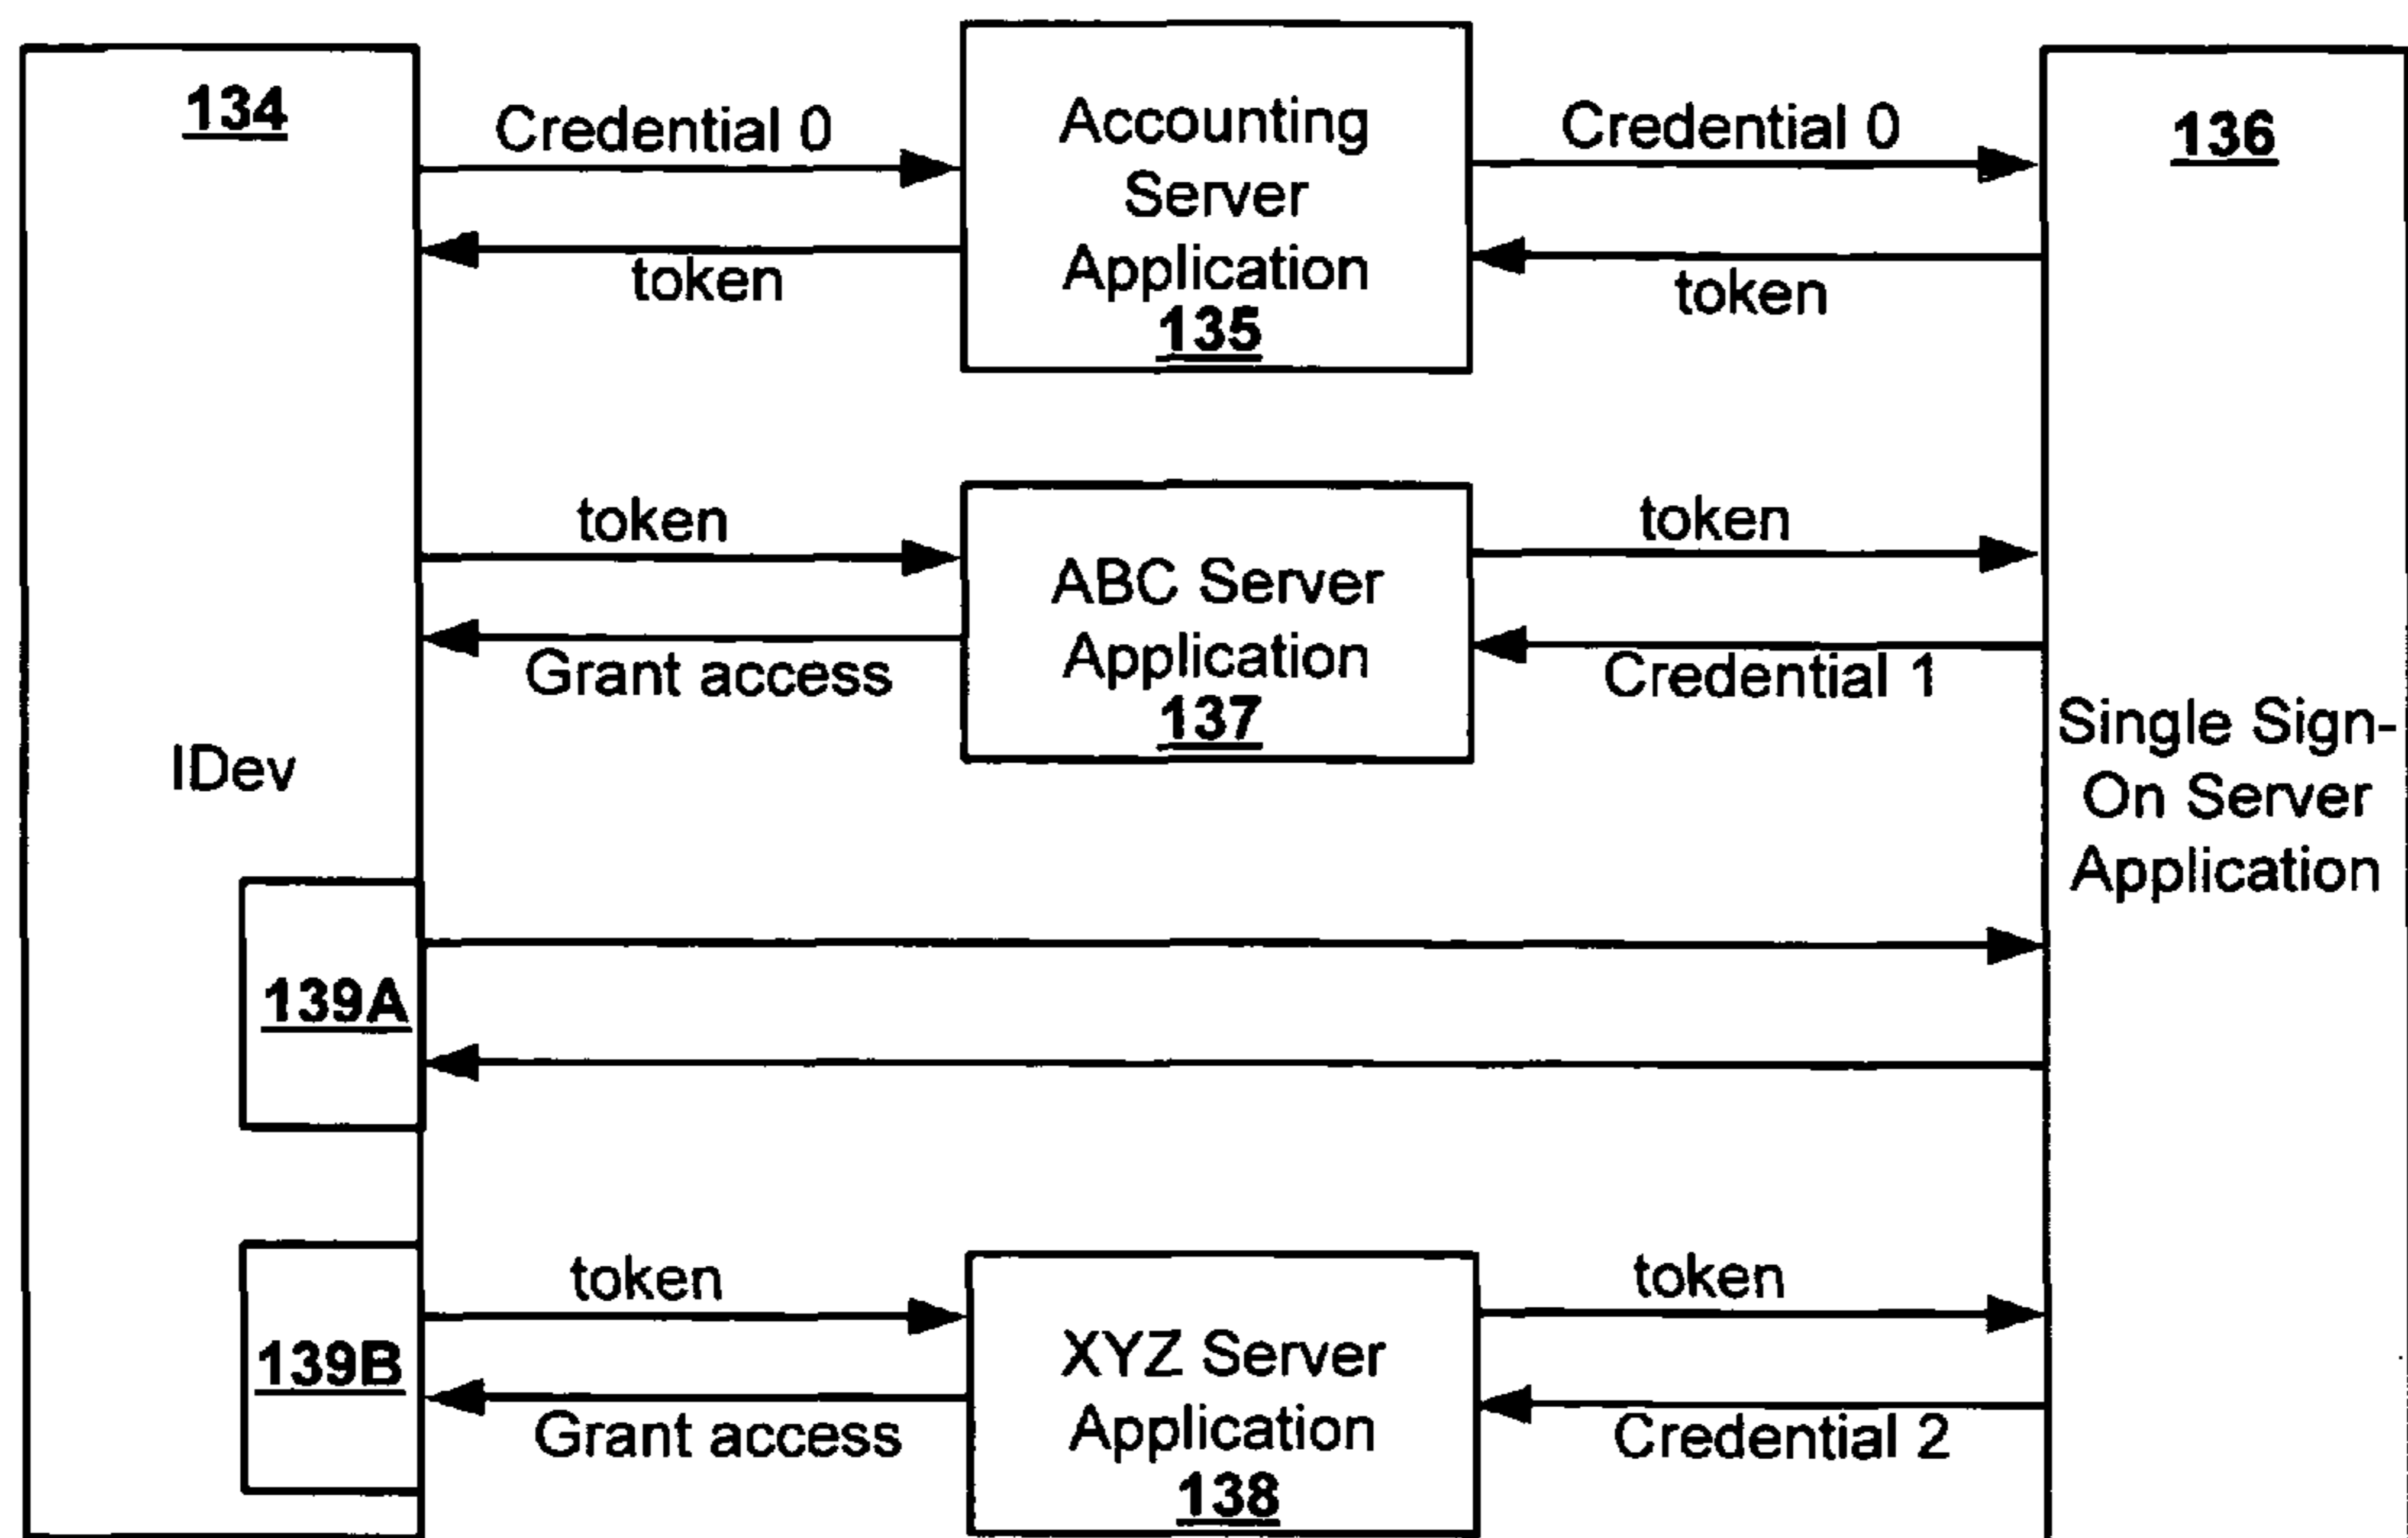 134
Credential 0
token
Accounting
Server
Application
135
Credential 0
token
136
token
Grant access
ABC Server
Application
137
token
Credential 1
IDev
Single Sign-
On Server
Application
139A
139B
token
Grant access
XYZ Server
Application
138
token
Credential 2